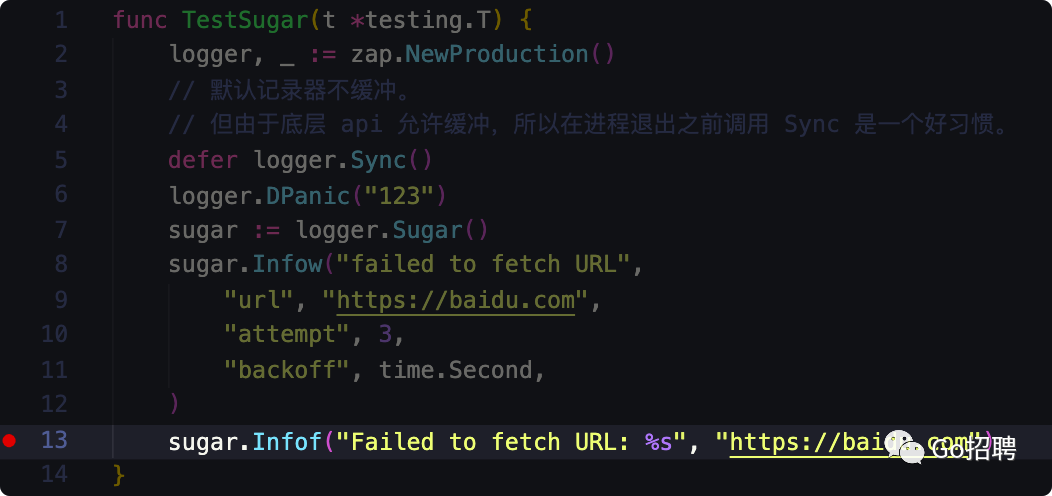 1 func TestSugar(t *testing.T) {
2 logger, _ := zap.NewProduction()
3 // 默认记录器不缓冲。
4 // 但由于底层 api 允许缓冲，所以在进程退出之前调用 Sync 是一个好习惯。
5 defer logger.Sync()
6 logger.DPanic("123")
7 sugar := logger.Sugar()
8 sugar.Infow("failed to fetch URL",
9 "url", "https://baidu.com",
10 "attempt", 3,
11 "backoff", time.Second,
12 )
13 sugar.Infof("Failed to fetch URL: %s", "https://baidu.com")
Go招聘
14 }